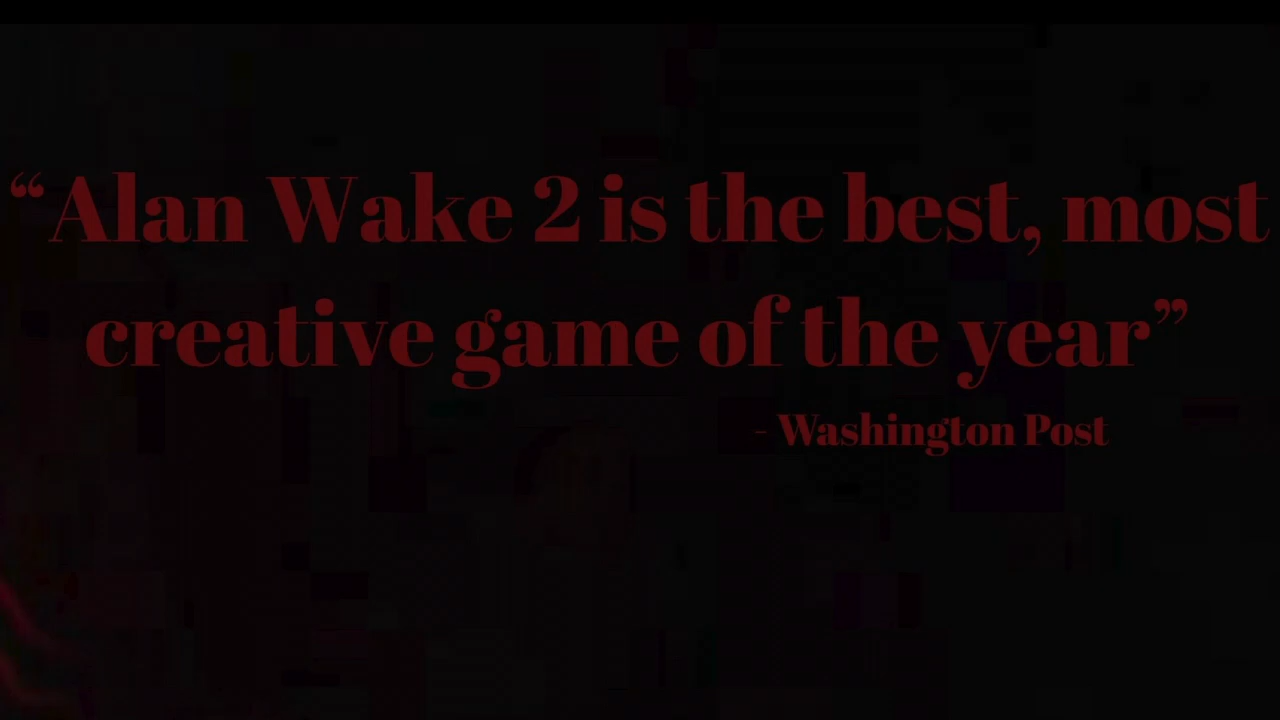 “Alan Wake 2 is the best, most
creative game of the year”
- Washington Post